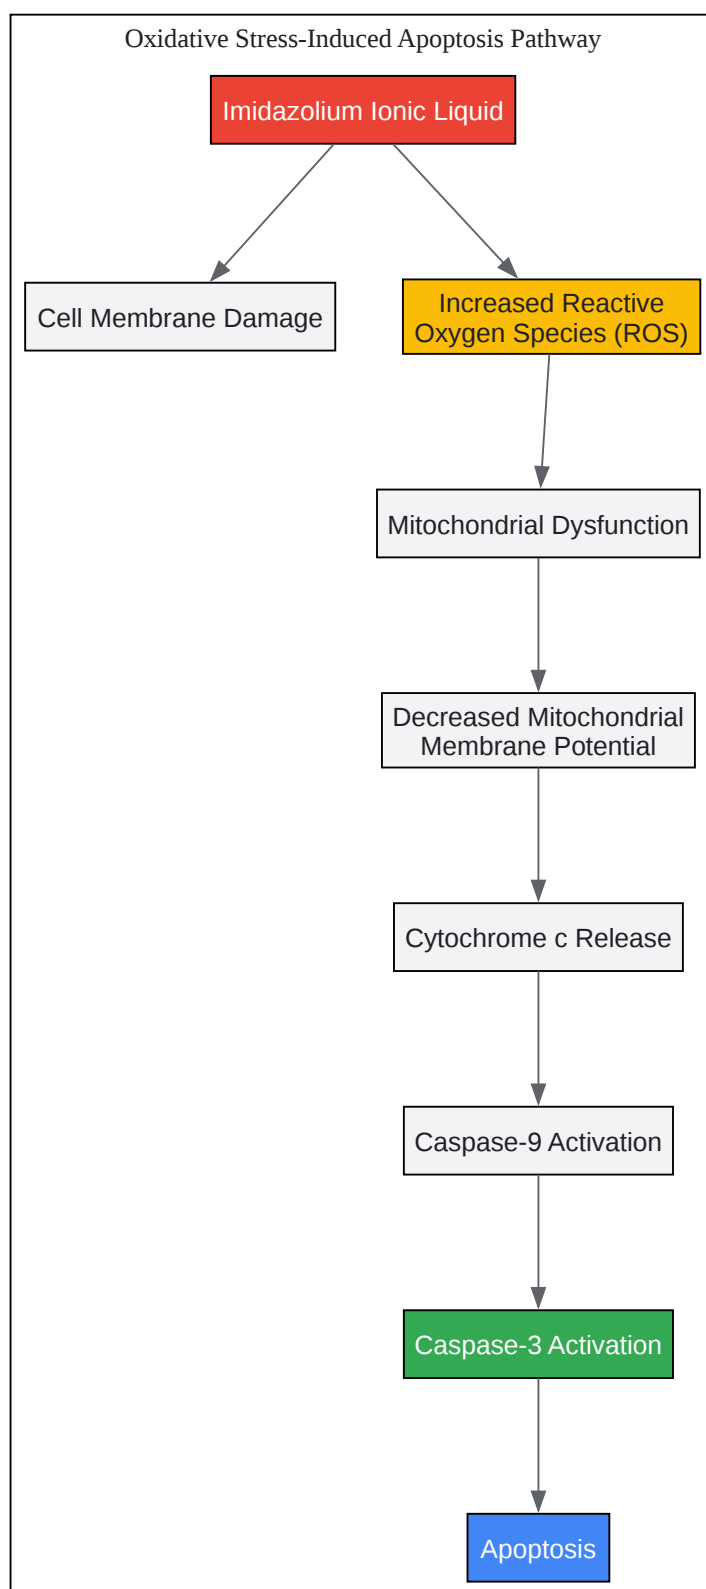 Oxidative Stress-Induced Apoptosis Pathway
Imidazolium Ionic Liquid
Cell Membrane Damage
Increased Reactive
Oxygen Species (ROS)
Mitochondrial Dysfunction
Decreased Mitochondrial
Membrane Potential
Cytochrome c Release
Caspase-9 Activation
Caspase-3 Activation
Apoptosis